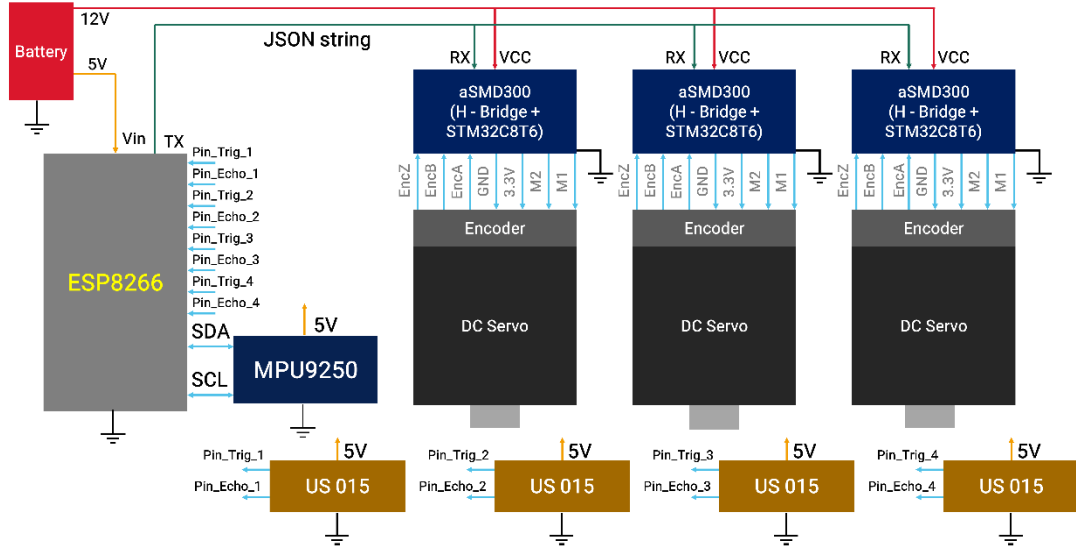 12V
Battery
5V
JSON string
Vin
TX
RX
VCC
RX
VCC
RX
VCC
aSMD300
(H - Bridge +
STM32C8T6)
aSMD300
(H - Bridge +
STM32C8T6)
aSMD300
(H - Bridge +
STM32C8T6)
Pin_Trig_1
Pin_Echo_1
Pin_Trig_2
Pin_Echo_2
Pin_Trig_3
Pin_Echo_3
Pin_Trig_4
Pin_Echo_4
ESP8266
SDA
SCL
5V
MPU9250
EncZ
EncB
EncA
GND
3.3V
M2
M1
EncZ
EncB
EncA
GND
3.3V
M2
M1
EncZ
EncB
EncA
GND
3.3V
M2
M1
Encoder
Encoder
Encoder
DC Servo
DC Servo
DC Servo
Pin_Trig_1
Pin_Echo_1
5V
US 015
Pin_Trig_2
Pin_Echo_2
5V
US 015
Pin_Trig_3
Pin_Echo_3
5V
US 015
Pin_Trig_4
Pin_Echo_4
5V
US 015